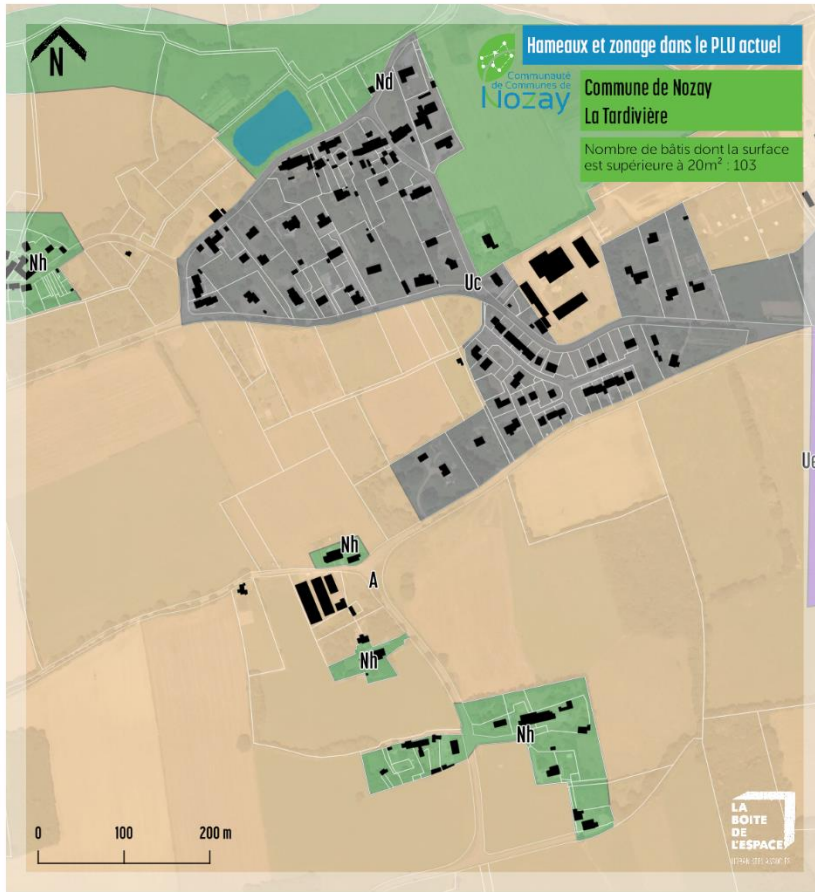 N
Communauté
de Communes de
Nozay
Hameaux et zonage dans le PLU actuel
Commune de Nozay
La Tardivière
Nombre de bâtis dont la surface
est supérieure à 20m² : 103
Nd
Nh
Uc
Ue
Nh
A
Nh
Nh
0 100 200 m
LA
BOITE
DE
L'ESPACE